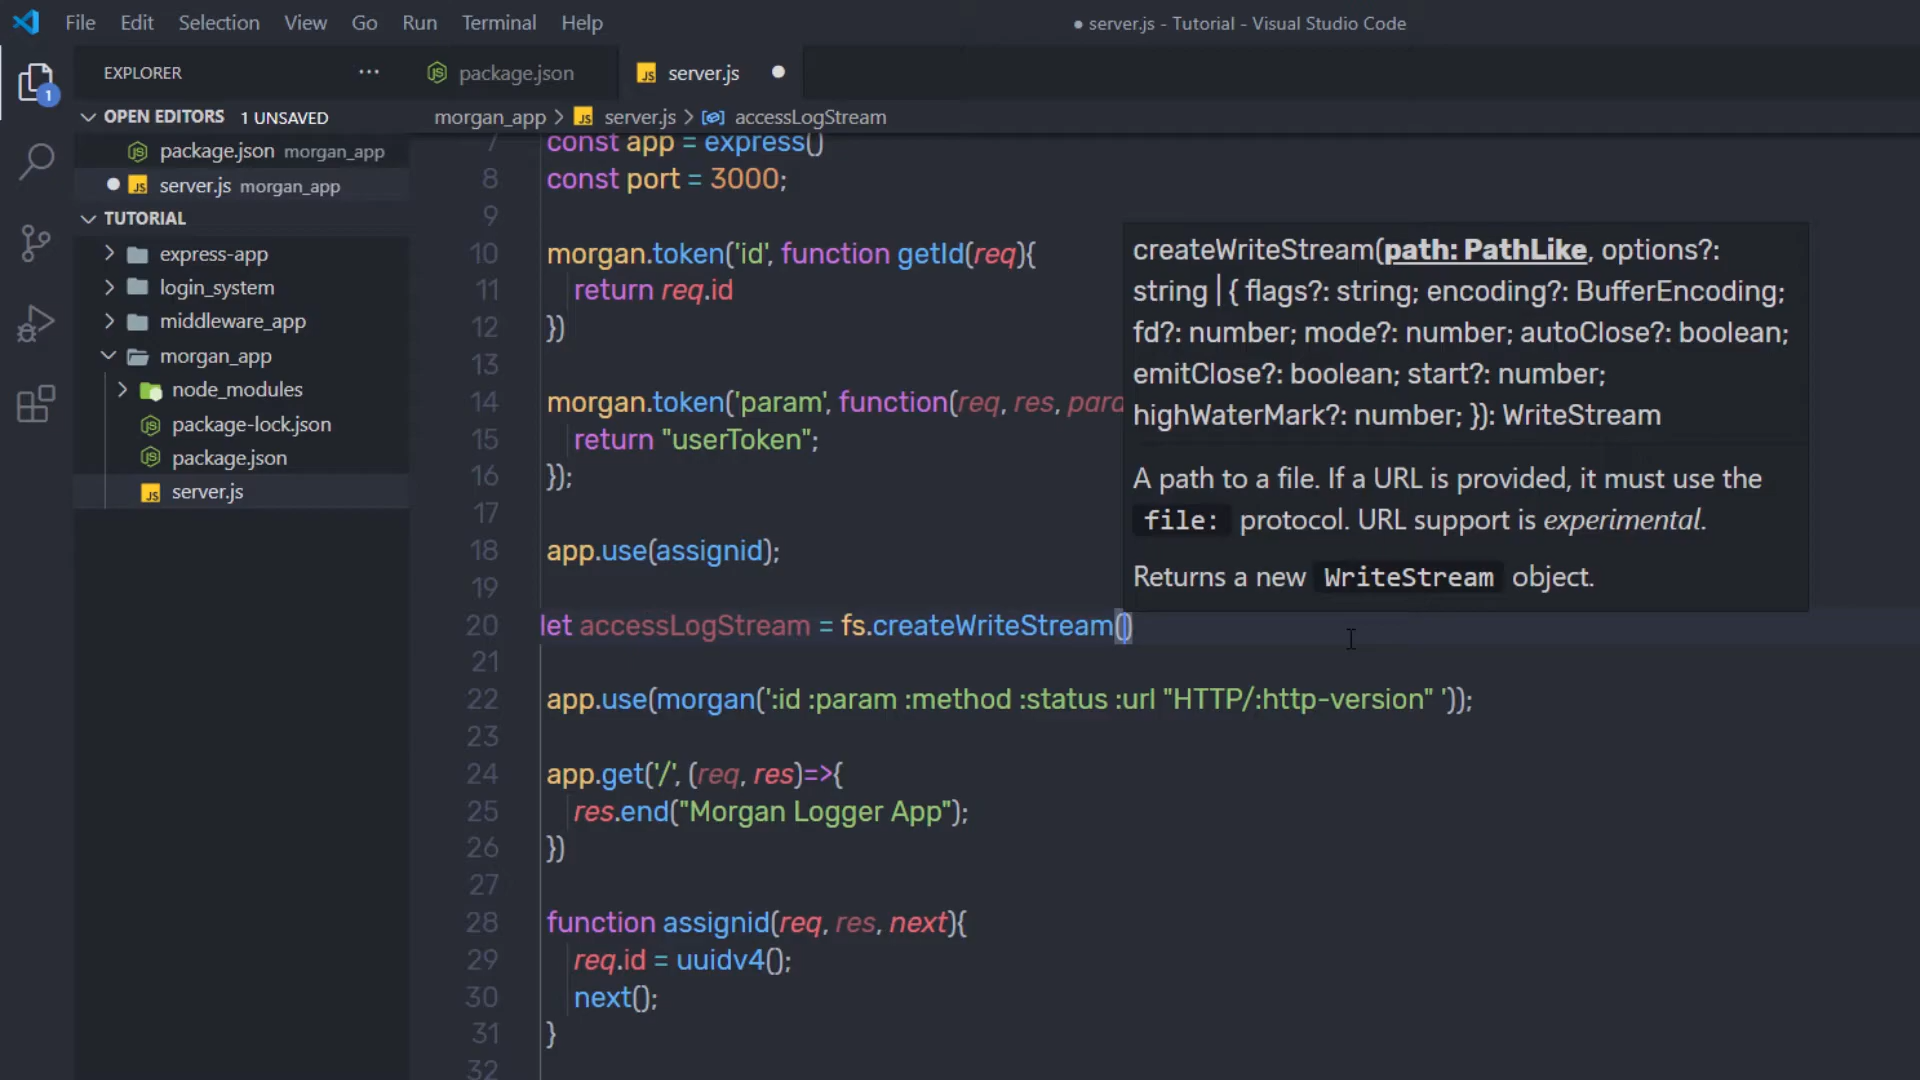 File Edit Selection View Go Run Terminal Help
● server.js - Tutorial - Visual Studio Code
EXPLORER ···
package.json
server.js ●
1
OPEN EDITORS 1 UNSAVED
morgan_app > server.js > accessLogStream
package.json morgan_app
● server.js morgan_app
TUTORIAL
express-app
login_system
middleware_app
morgan_app
node_modules
package-lock.json
package.json
server.js
7 const app = express()
8 const port = 3000;
9
10 morgan.token('id', function getId(req){
11 return req.id
12 })
13
14 morgan.token('param', function(req, res, para
15 return "userToken";
16 });
17
18 app.use(assignid);
19
20 let accessLogStream = fs.createWriteStream()
21
22 app.use(morgan(':id :param :method :status :url "HTTP/:http-version" '));
23
24 app.get('/', (req, res)=>{
25 res.end("Morgan Logger App");
26 })
27
28 function assignid(req, res, next){
29 req.id = uuidv4();
30 next();
31 }
32
createWriteStream(path: PathLike, options?:
string | { flags?: string; encoding?: BufferEncoding;
fd?: number; mode?: number; autoClose?: boolean;
emitClose?: boolean; start?: number;
highWaterMark?: number; }): WriteStream
A path to a file. If a URL is provided, it must use the
file: protocol. URL support is experimental.
Returns a new WriteStream object.